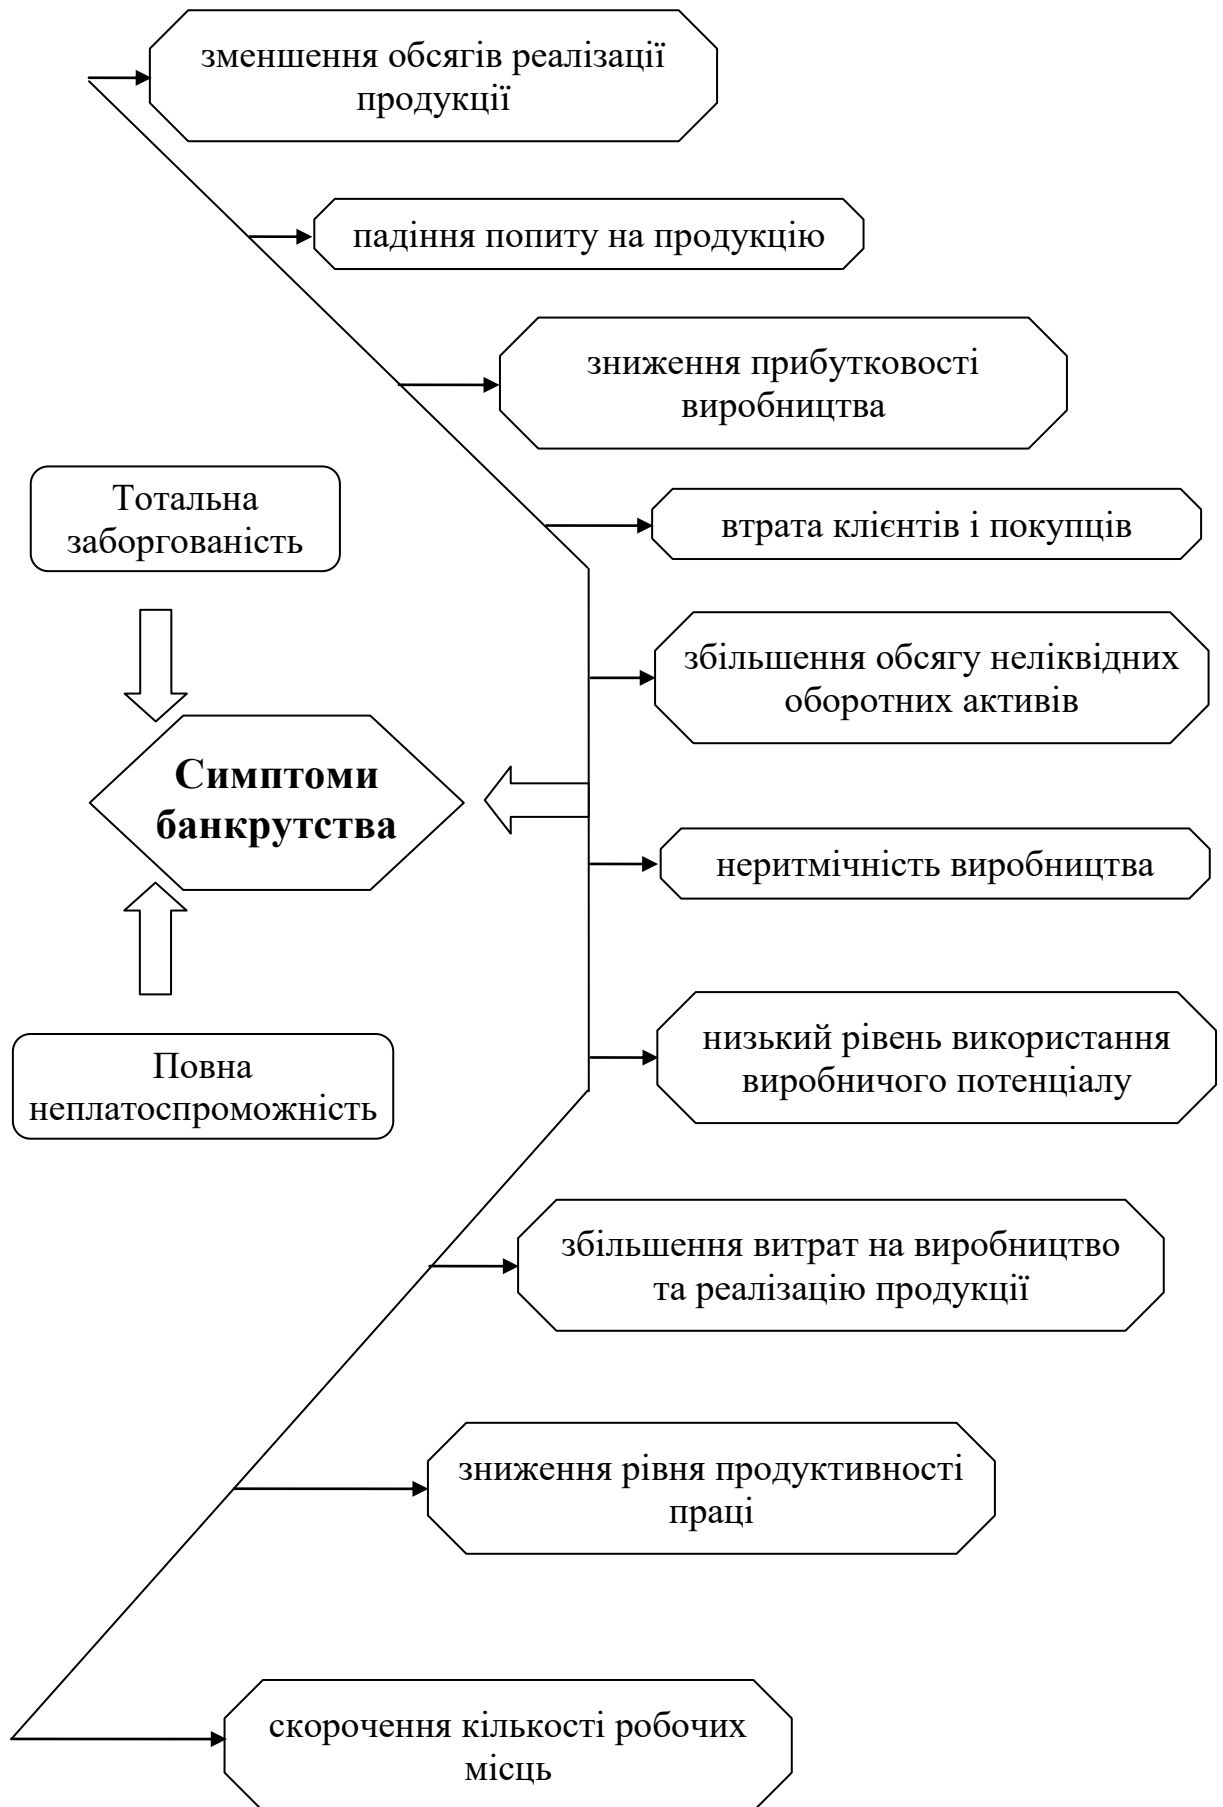 зменшення обсягів реалізації
продукції
падіння попиту на продукцію
зниження прибутковості
виробництва
Тотальна
заборгованість
втрата клієнтів і покупців
збільшення обсягу неліквідних
оборотних активів
Симптоми
банкрутства
неритмічність виробництва
низький рівень використання
виробничого потенціалу
Повна
неплатоспроможність
збільшення витрат на виробництво
та реалізацію продукції
зниження рівня продуктивності
праці
скорочення кількості робочих
місць